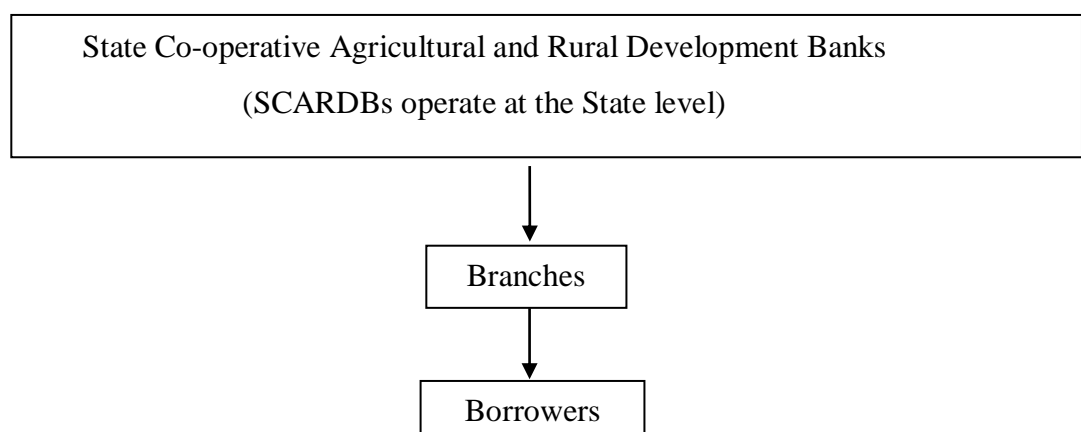 State Co-operative Agricultural and Rural Development Banks
(SCARDBs operate at the State level)
Branches
Borrowers